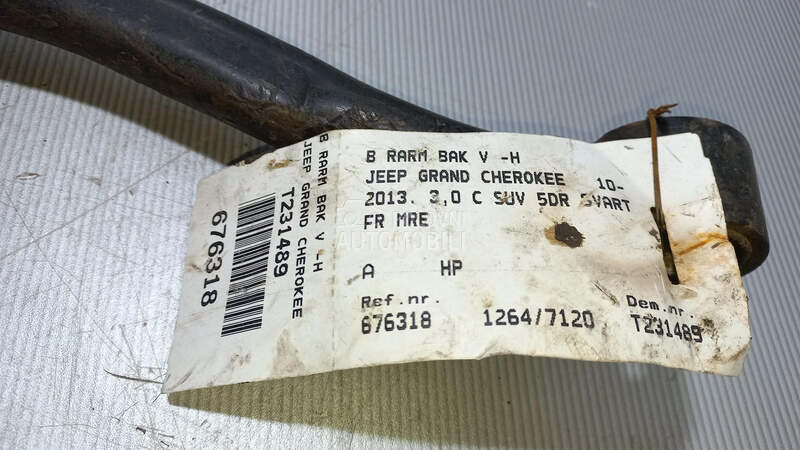 B RARM BAK V -H
JEEP GRAND CHEROKEE 10-
2013. 3,0 C SUV 5DR SVART
FR MRE
A HP
Ref.nr. Dem.nr.
676318 1264/7120 T231489
B RARM BAK V -H
JEEP GRAND CHEROKEE
T231489
676318
AUTOMOBILI